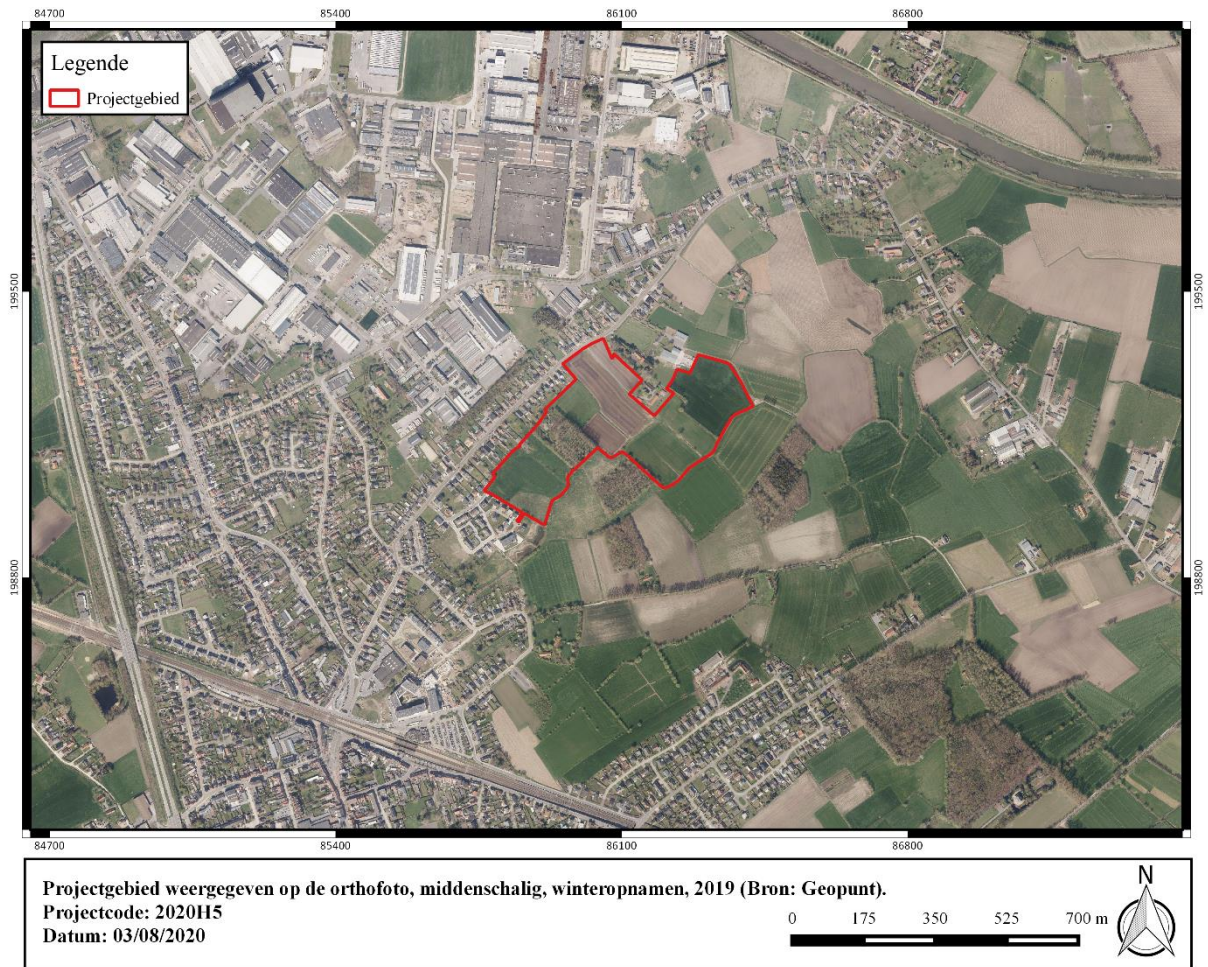 84700 85400 86100 86800
Legende
Projectgebied
199500 199500
198800 198800
84700 85400 86100 86800
Projectgebied weergegeven op de orthofoto, middenschalig, winteropnamen, 2019 (Bron: Geopunt).
Projectcode: 2020H5
Datum: 03/08/2020
0 175 350 525 700 m
N